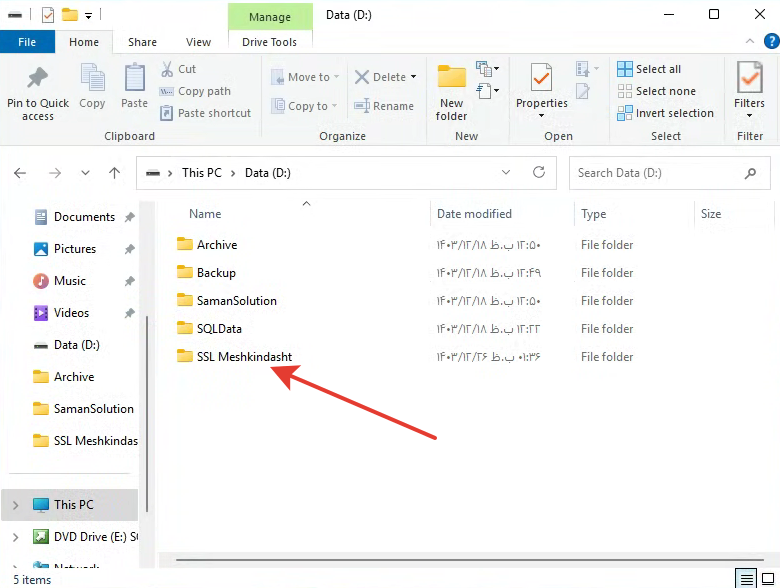 Manage
Data (D:)
File
Home
Share
View
Drive Tools
?
Pin to Quick access
Copy
Paste
Cut
Copy path
Paste shortcut
Clipboard
Move to
Copy to
Delete
Rename
Organize
New folder
New
Properties
Open
Select all
Select none
Invert selection
Select
Filters
Filter
This PC > Data (D:)
Search Data (D:)
Documents
Pictures
Music
Videos
Data (D:)
Archive
SamanSolution
SSL Meshkindas
This PC
DVD Drive (E:) S
Network
Name Date modified Type Size
Archive ۱۴۰۳/۱۲/۱۸ ۱۲:۵۰ ب.ظ File folder
Backup ۱۴۰۳/۱۲/۱۸ ۱۲:۴۹ ب.ظ File folder
SamanSolution ۱۴۰۳/۱۲/۱۸ ۱۲:۵۰ ب.ظ File folder
SQLData ۱۴۰۳/۱۲/۱۸ ۱۲:۲۲ ب.ظ File folder
SSL Meshkindasht ۱۴۰۳/۱۲/۲۶ ۰۱:۳۶ ب.ظ File folder
5 items